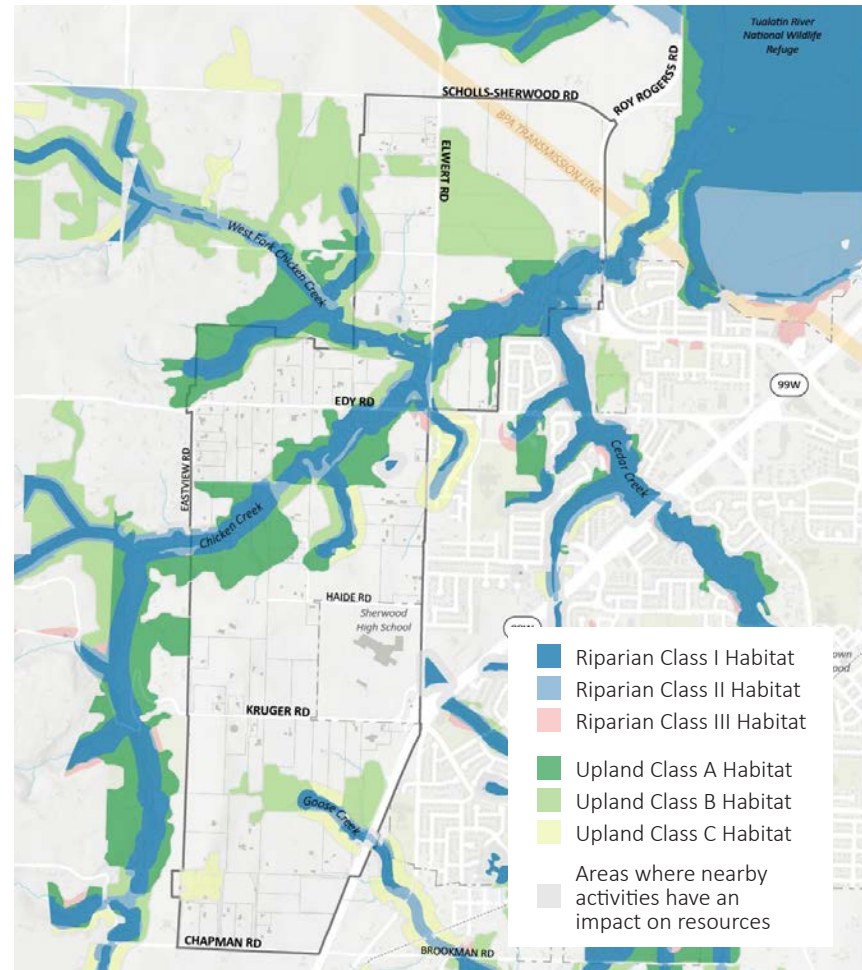 Tualatin River
National Wildlife
Refuge
SCHOLLS-SHERWOOD RD
ROY ROGERSS RD
BPA TRANSMISSION LINE
ELWERT RD
West Fork Chicken Creek
99W
EDY RD
EASTVIEW RD
Cedar Creek
Chicken Creek
HAIDE RD
Sherwood
High School
KRUGER RD
Goose Creek
CHAPMAN RD
BROOKMAN RD
Riparian Class I Habitat
Riparian Class II Habitat
Riparian Class III Habitat
Upland Class A Habitat
Upland Class B Habitat
Upland Class C Habitat
Areas where nearby
activities have an
impact on resources